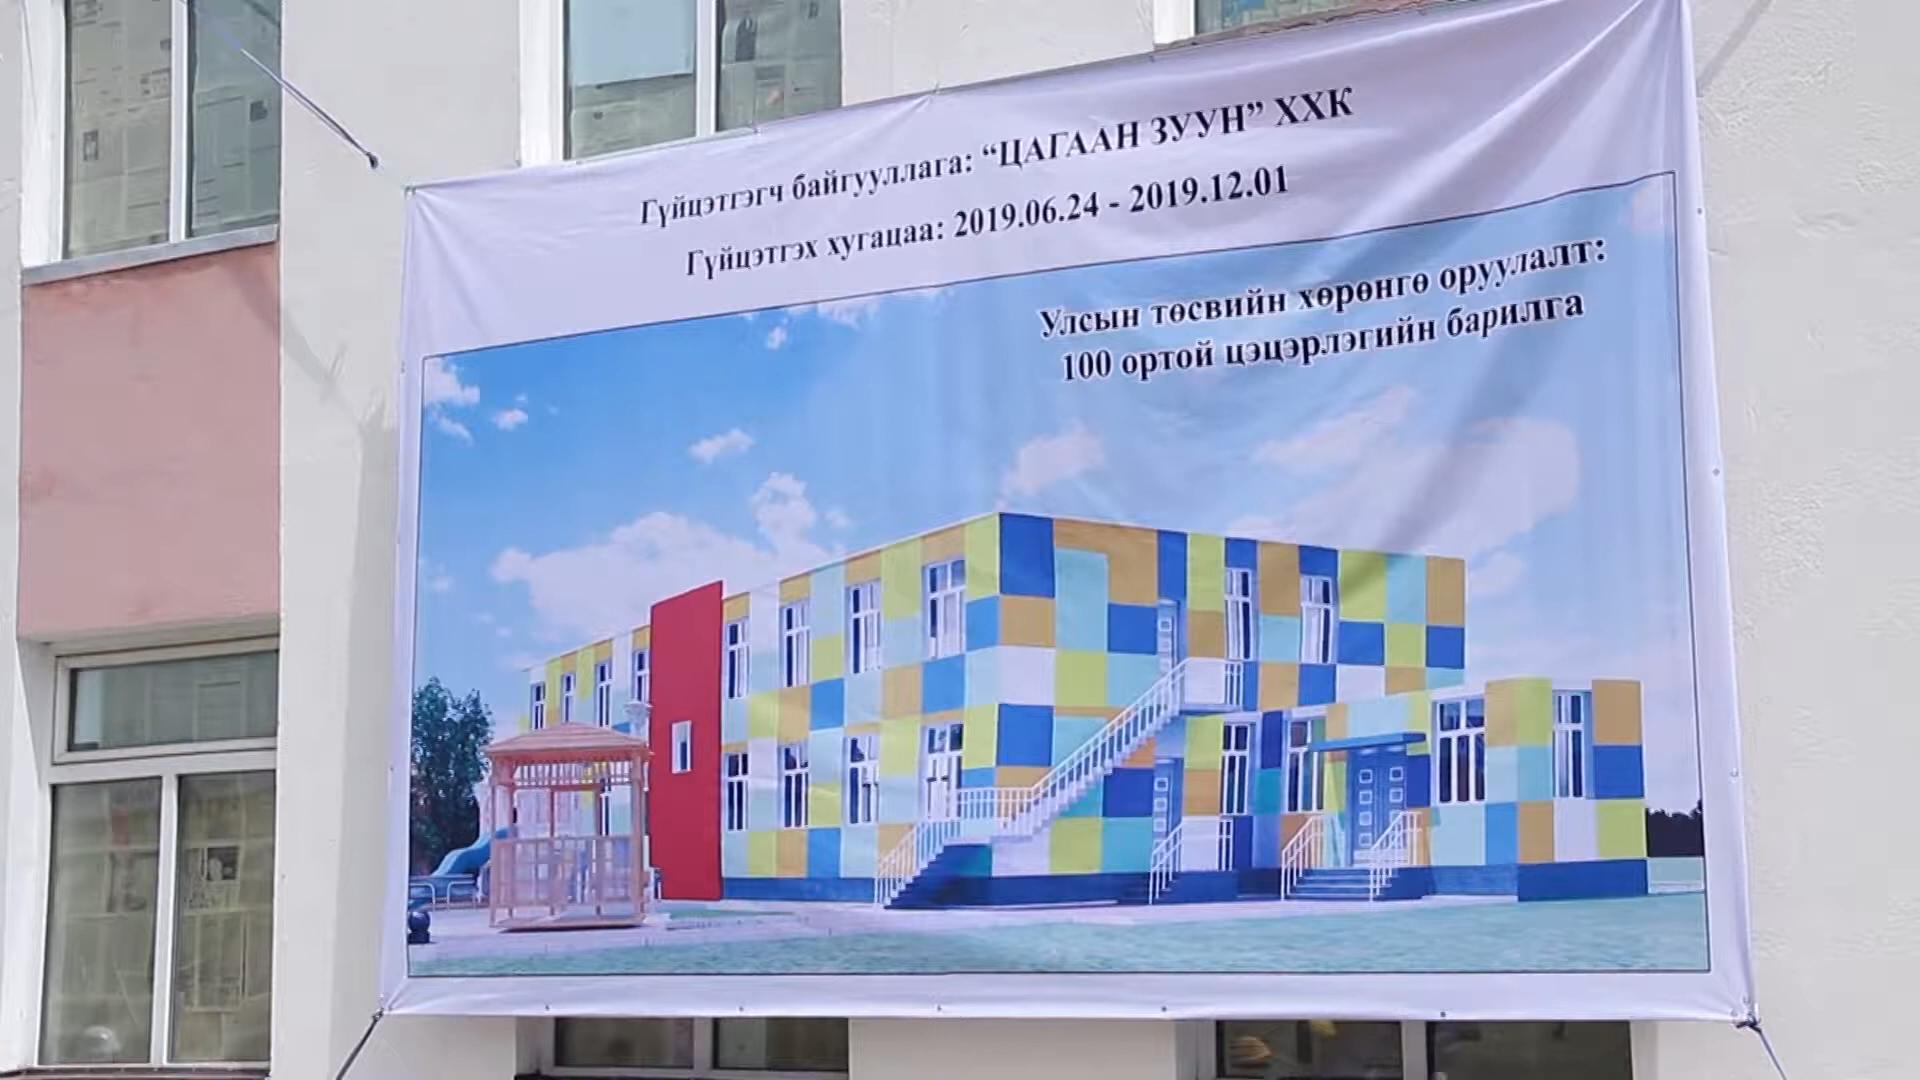 Гүйцэтгэгч байгууллага: “ЦАГААН ЗУУН” ХХК
Гүйцэтгэх хугацаа: 2019.06.24 - 2019.12.01
Улсын төсвийн хөрөнгө оруулалт:
100 ортой цэцэрлэгийн барилга